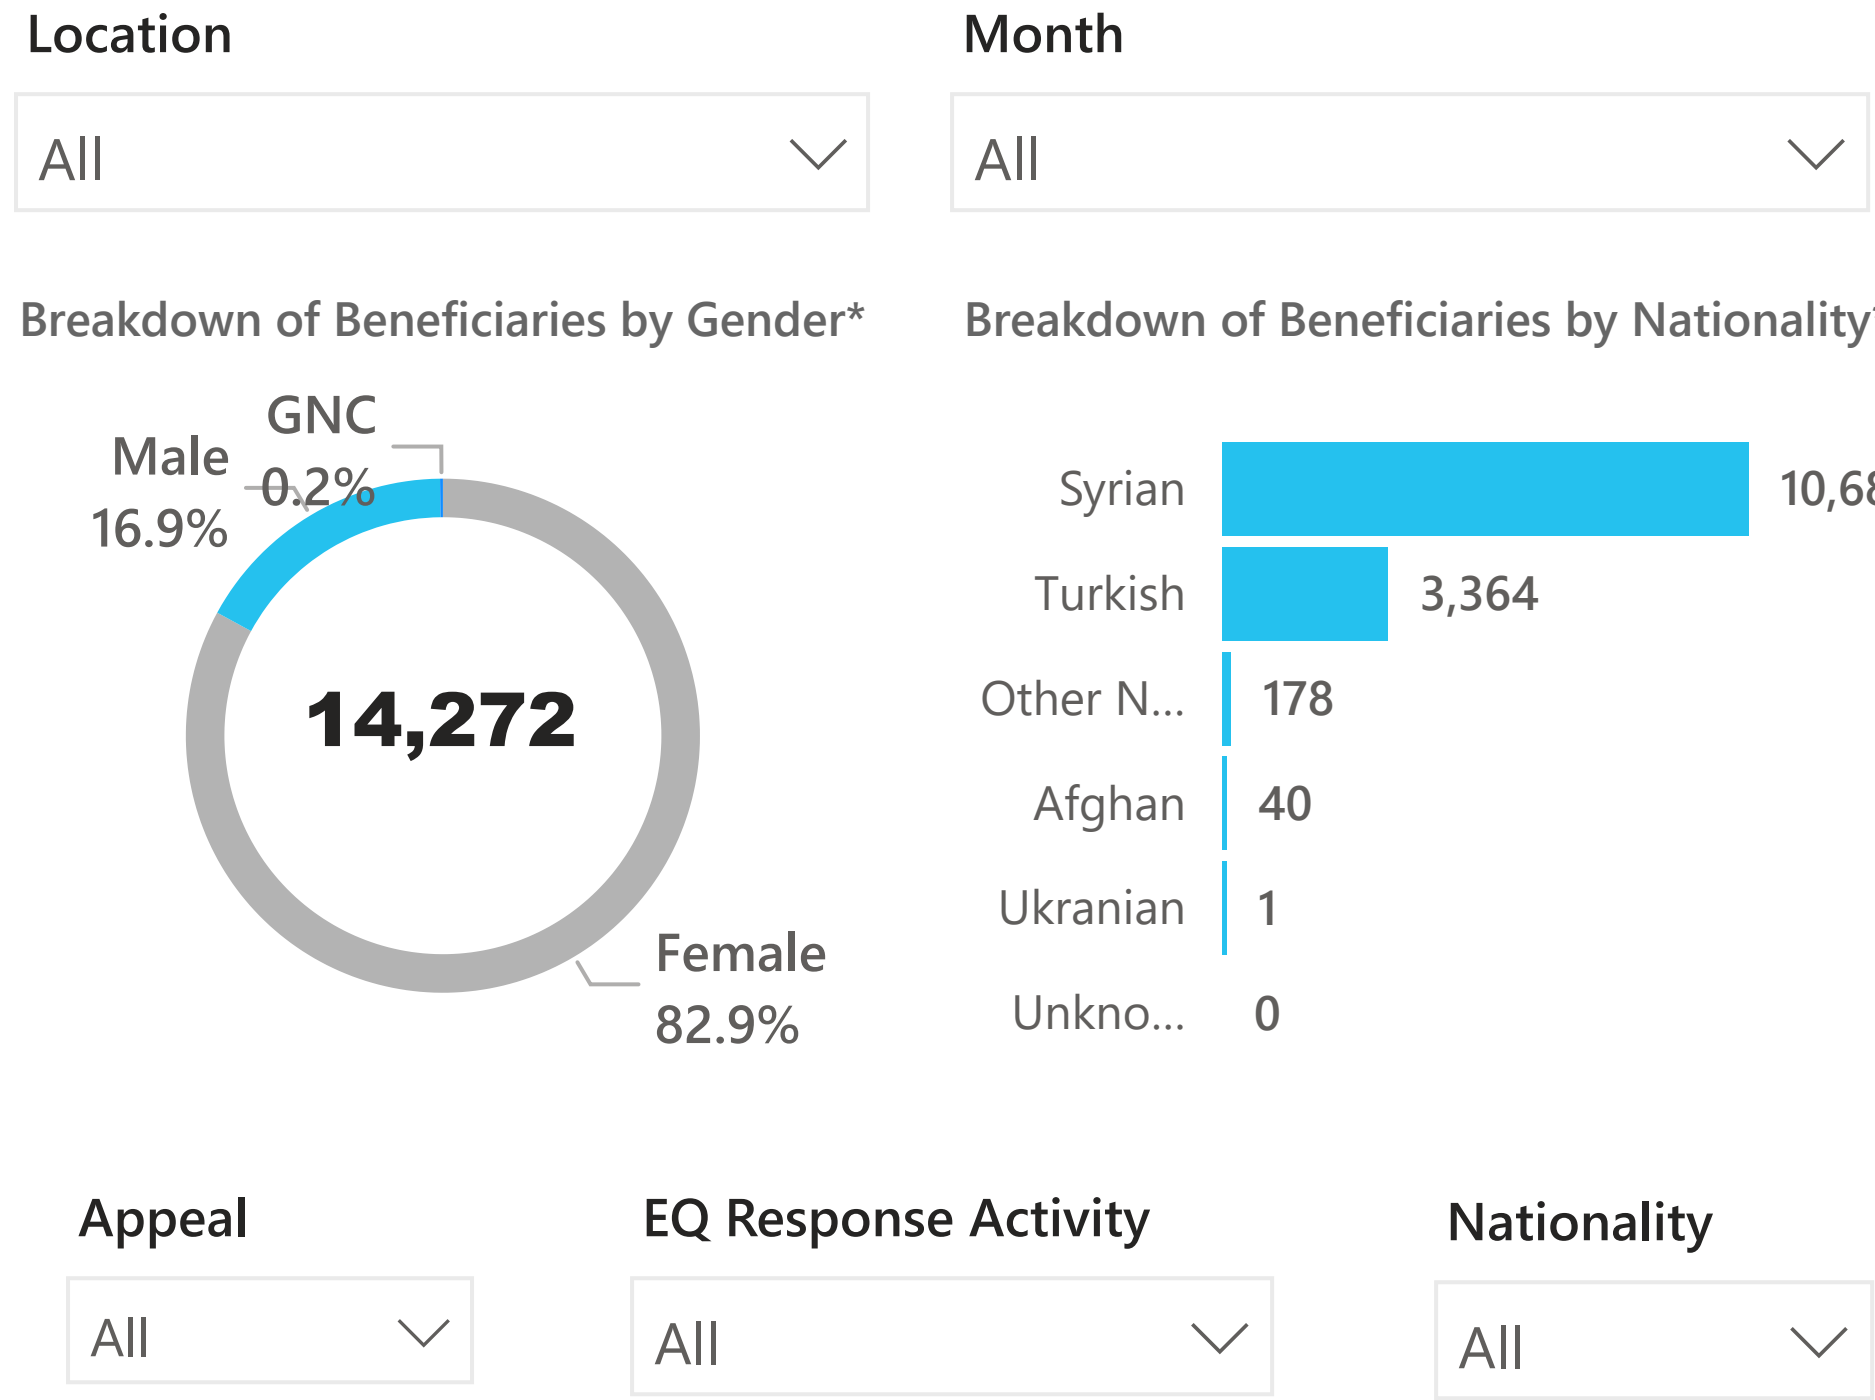 Location
Month
All
All
Breakdown of Beneficiaries by Gender*
Breakdown of Beneficiaries by Nationality*
GNC
0.2%
Male
16.9%
14,272
Female
82.9%
Syrian
Turkish 3,364
Other N... 178
Afghan 40
Ukranian 1
Unkno... 0
Appeal
EQ Response Activity
Nationality
All
All
All